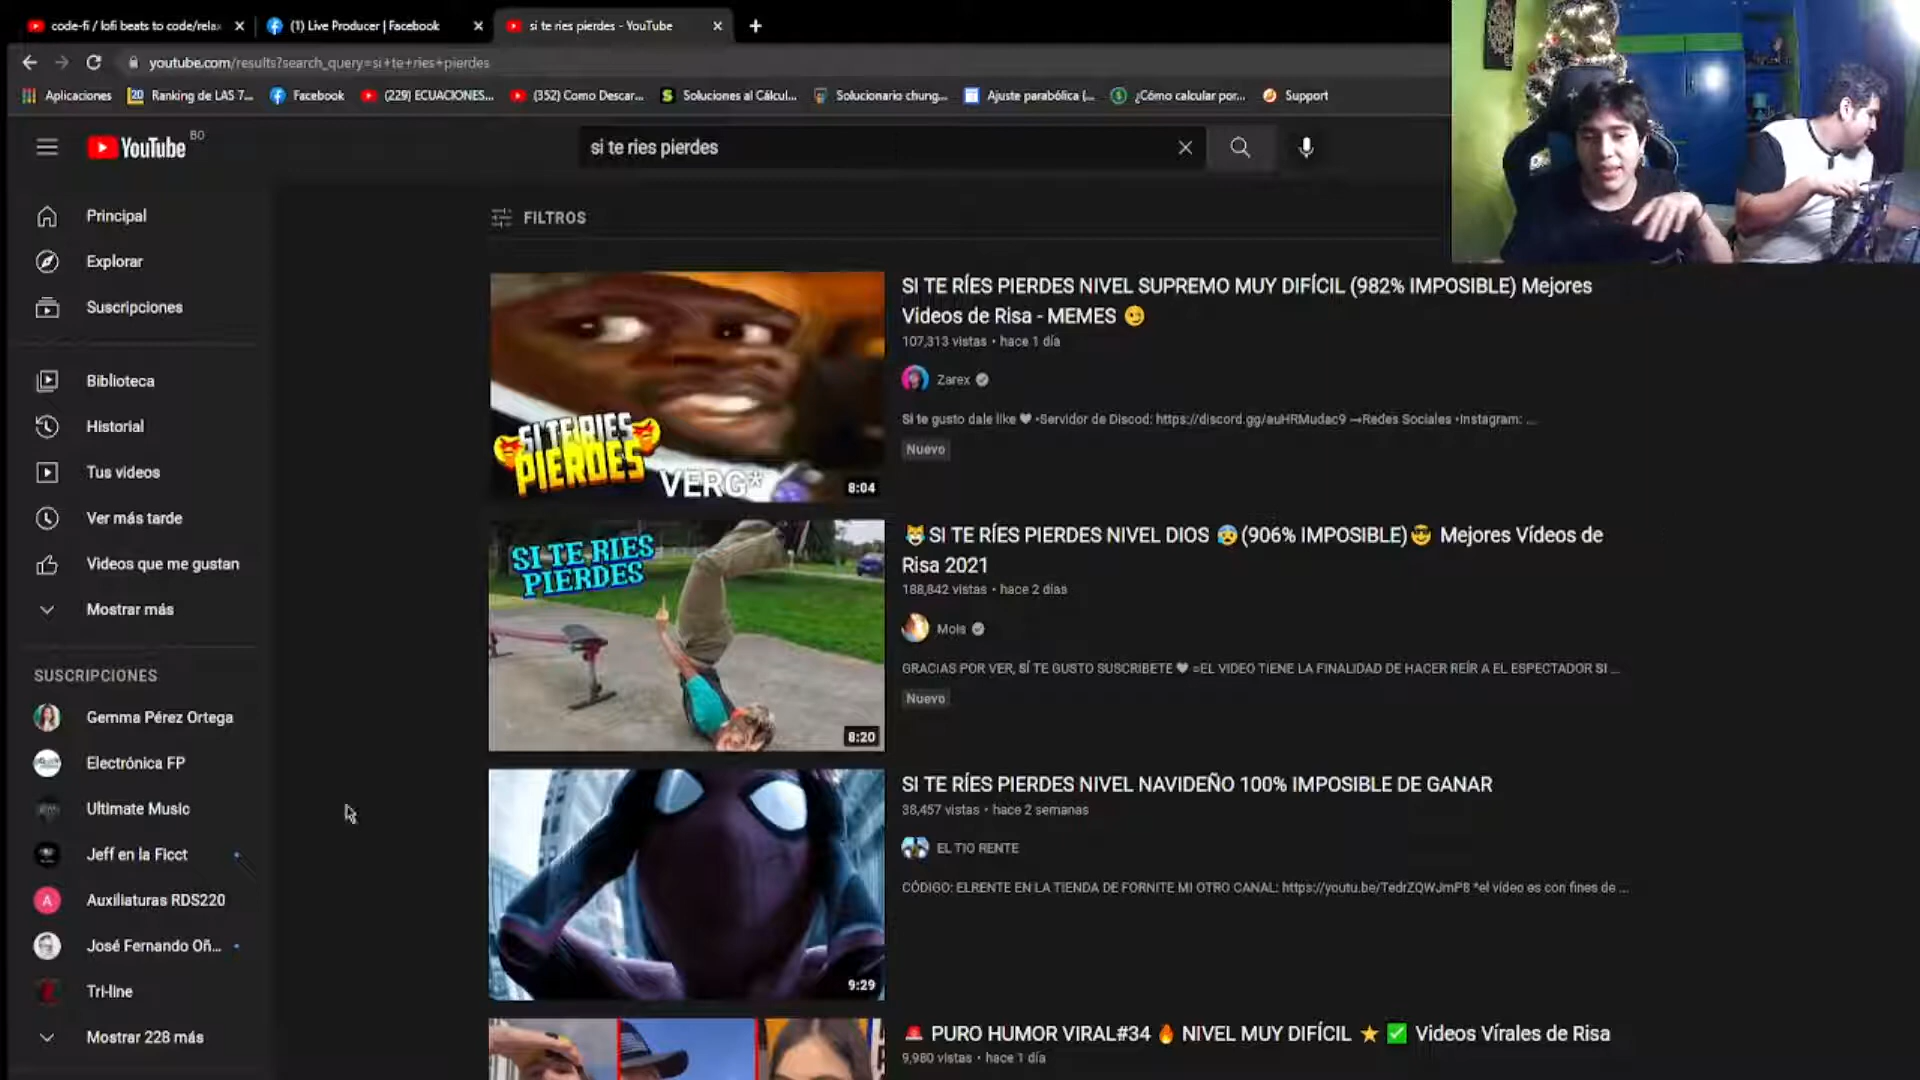 code-fi / lofi beats to code/rela
(1) Live Producer | Facebook
si te ries pierdes - YouTube
youtube.com/results?search_query=si+te+ries+pierdes
Aplicaciones
Ranking de LAS 7...
Facebook
(229) ECUACIONES...
(352) Como Descar...
Soluciones al Cálcul...
Solucionario chung...
Ajuste parabólica (...
¿Cómo calcular por...
Support
YouTube BO
si te ries pierdes
Principal
Explorar
Suscripciones
Biblioteca
Historial
Tus videos
Ver más tarde
Videos que me gustan
Mostrar más
SUSCRIPCIONES
Gemma Pérez Ortega
Electrónica FP
Ultimate Music
Jeff en la Ficct
A
Auxiliaturas RDS220
José Fernando Oñ...
Tri-line
Mostrar 228 más
FILTROS
SI TE RIES
PIERDES
VERG*
8:04
SI TE RÍES PIERDES NIVEL SUPREMO MUY DIFÍCIL (982% IMPOSIBLE) Mejores
Videos de Risa - MEMES 😏
107,313 vistas • hace 1 día
Zarex
Si te gusto dale like ❤ •Servidor de Discod: https://discord.gg/auHRMudac9 —Redes Sociales •Instagram: ...
Nuevo
SI TE RIES
PIERDES
8:20
😹SI TE RÍES PIERDES NIVEL DIOS 😰(906% IMPOSIBLE)😎 Mejores Vídeos de
Risa 2021
188,842 vistas • hace 2 días
Mois
GRACIAS POR VER, SÍ TE GUSTO SUSCRIBETE ❤ =EL VIDEO TIENE LA FINALIDAD DE HACER REÍR A EL ESPECTADOR SI ...
Nuevo
9:29
SI TE RÍES PIERDES NIVEL NAVIDEÑO 100% IMPOSIBLE DE GANAR
38,457 vistas • hace 2 semanas
EL TIO RENTE
CÓDIGO: ELRENTE EN LA TIENDA DE FORNITE MI OTRO CANAL: https://youtu.be/TedrZQWJmP8 *el vídeo es con fines de ...
🚨 PURO HUMOR VIRAL#34 🔥 NIVEL MUY DIFÍCIL ⭐ ✅ Videos Vírales de Risa
9,980 vistas • hace 1 día